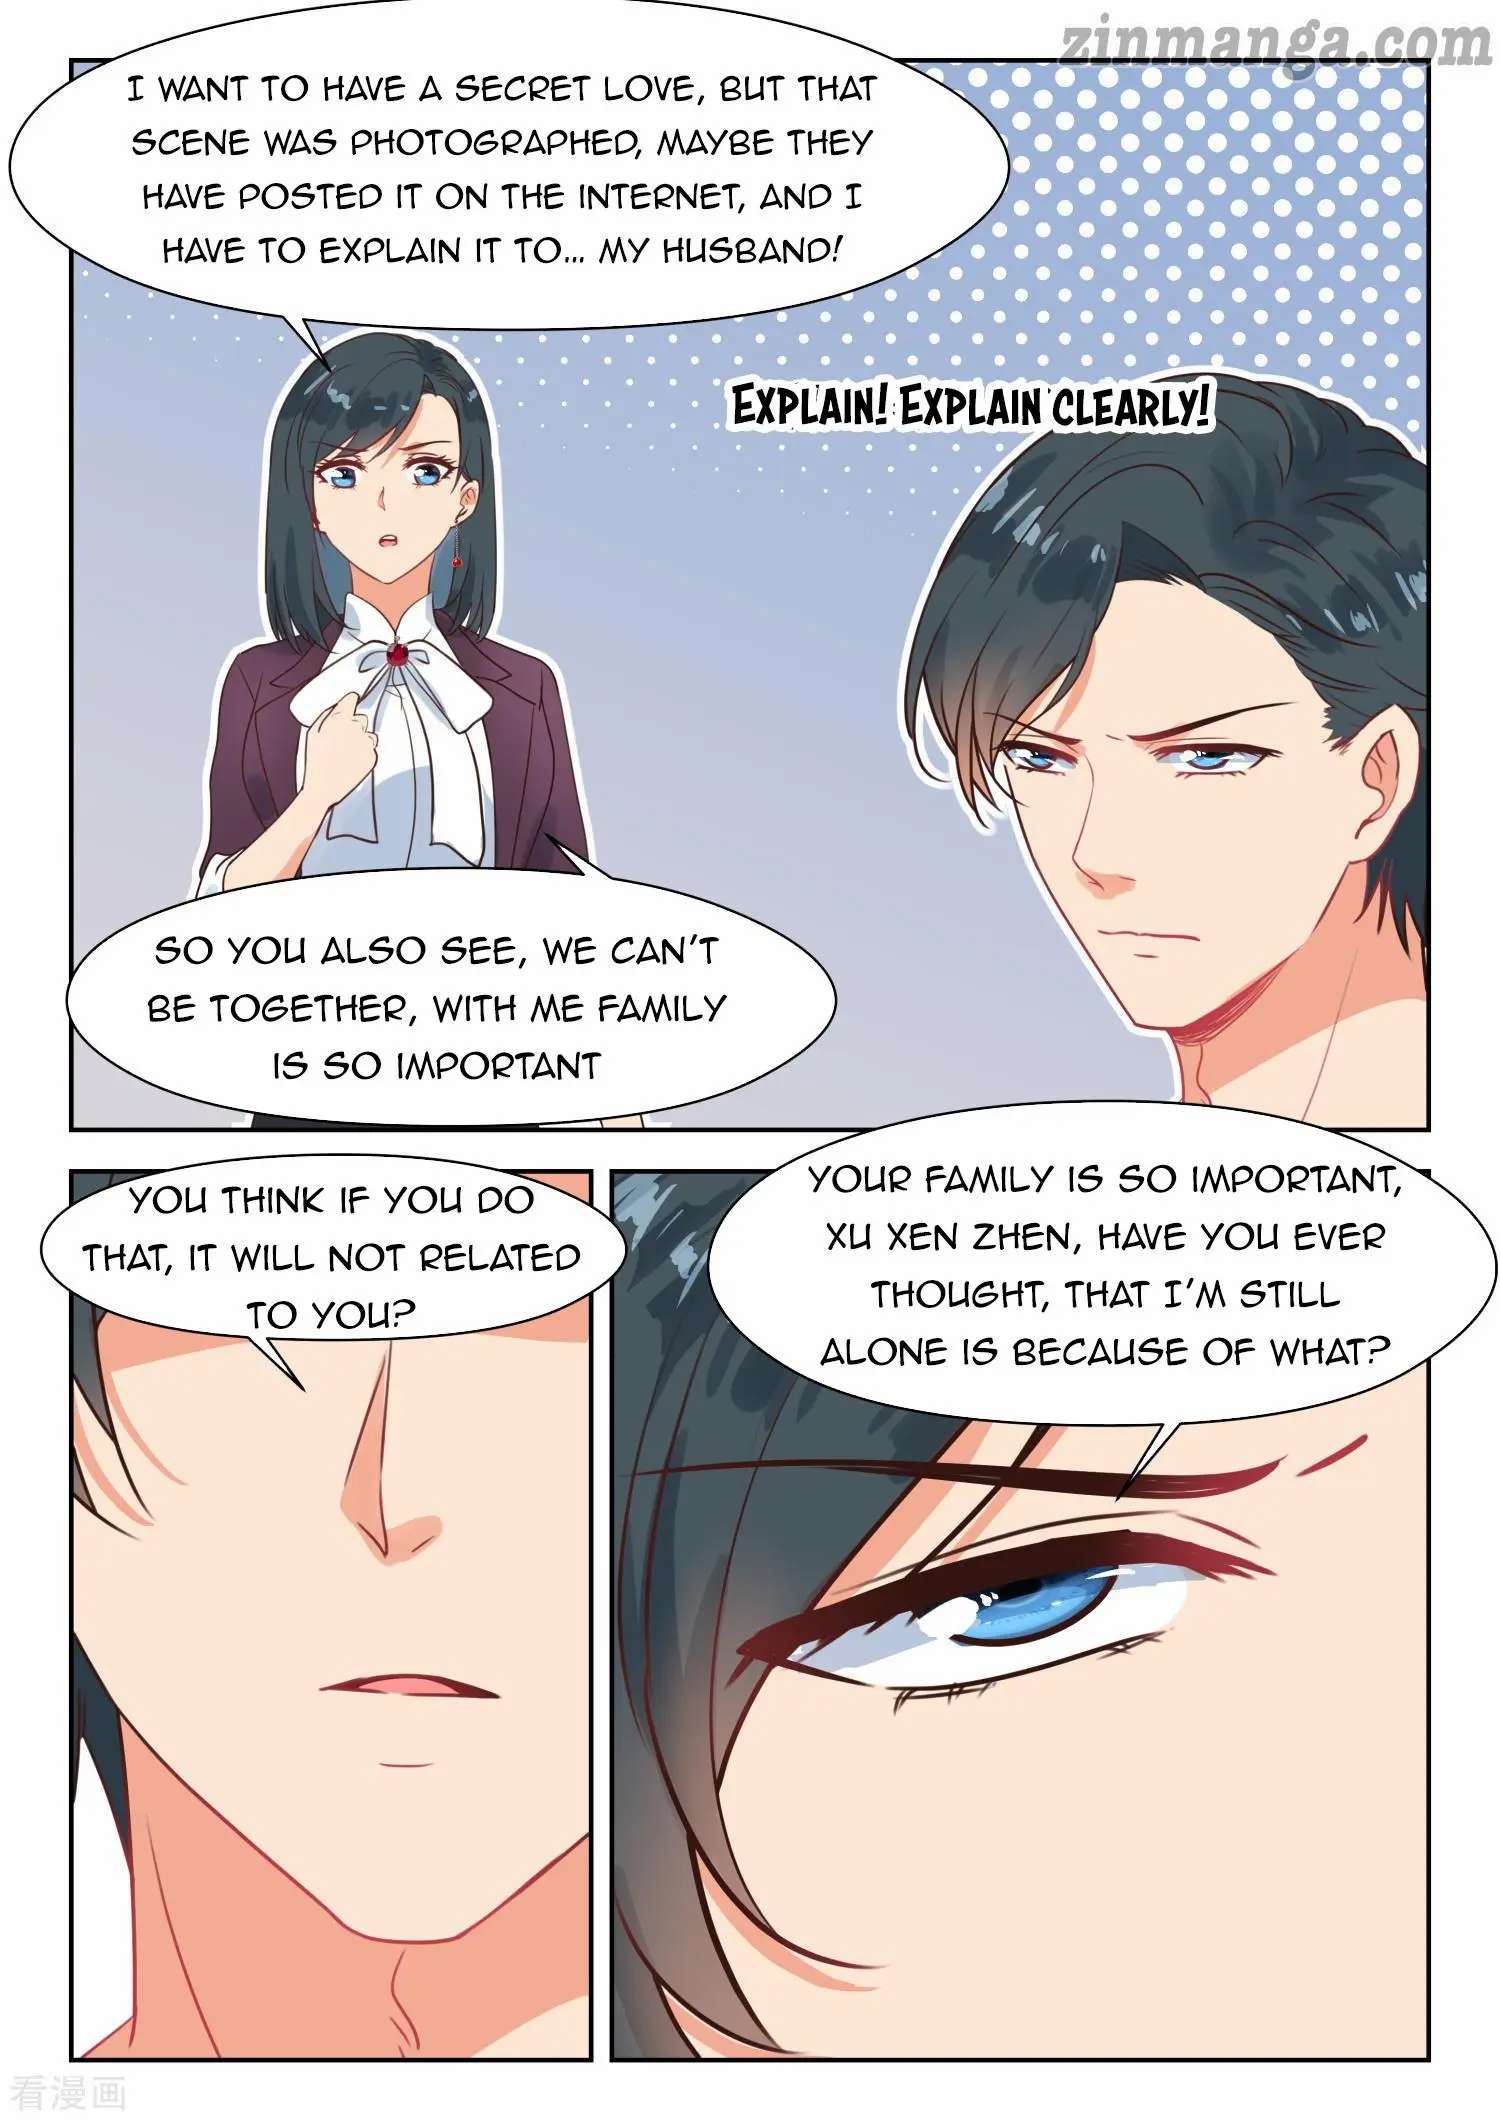 zinmanga.com
I WANT TO HAVE A SECRET LOVE, BUT THAT
SCENE WAS PHOTOGRAPHED, MAYBE THEY
HAVE POSTED IT ON THE INTERNET, AND I
HAVE TO EXPLAIN IT TO... MY HUSBAND!
EXPLAIN! EXPLAIN CLEARLY!
SO YOU ALSO SEE, WE CAN'T
BE TOGETHER, WITH ME FAMILY
IS SO IMPORTANT
YOU THINK IF YOU DO
THAT, IT WILL NOT RELATED
TO YOU?
YOUR FAMILY IS SO IMPORTANT,
XU XEN ZHEN, HAVE YOU EVER
THOUGHT, THAT I'M STILL
ALONE IS BECAUSE OF WHAT?
看漫画